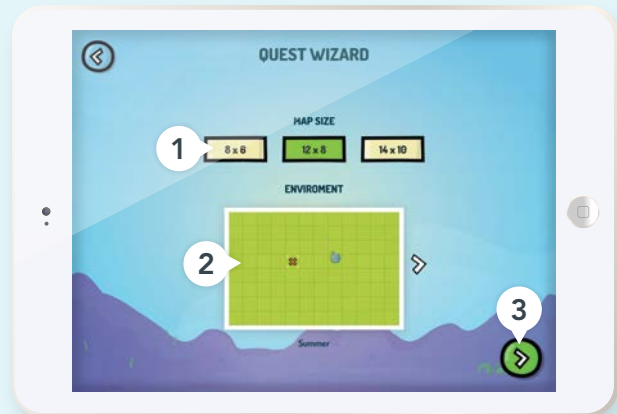 QUEST WIZARD
MAP SIZE
1
8 x 6
12 x 8
14 x 10
ENVIROMENT
2
3
Summer